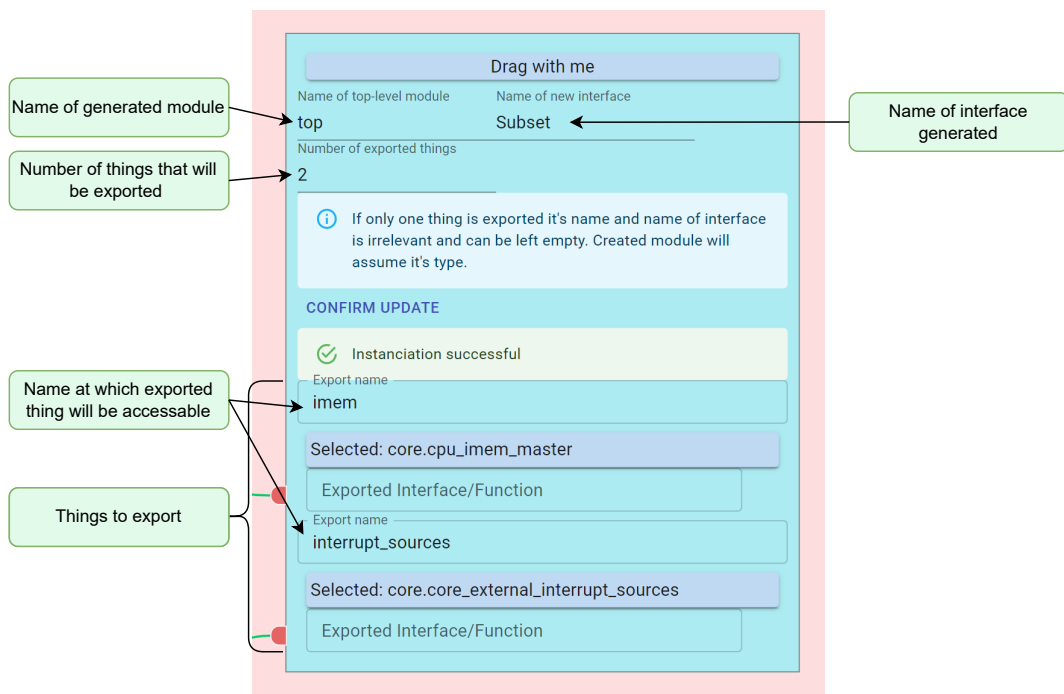 Drag with me
Name of generated module
Name of top-level module
Name of new interface
top
Subset
Name of interface
generated
Number of things that will
be exported
Number of exported things
2
If only one thing is exported it's name and name of interface
is irrelevant and can be left empty. Created module will
assume it's type.
CONFIRM UPDATE
Instanciation successful
Name at which exported
thing will be accessable
Export name
imem
Selected: core.cpu_imem_master
Exported Interface/Function
Things to export
Export name
interrupt_sources
Selected: core.core_external_interrupt_sources
Exported Interface/Function